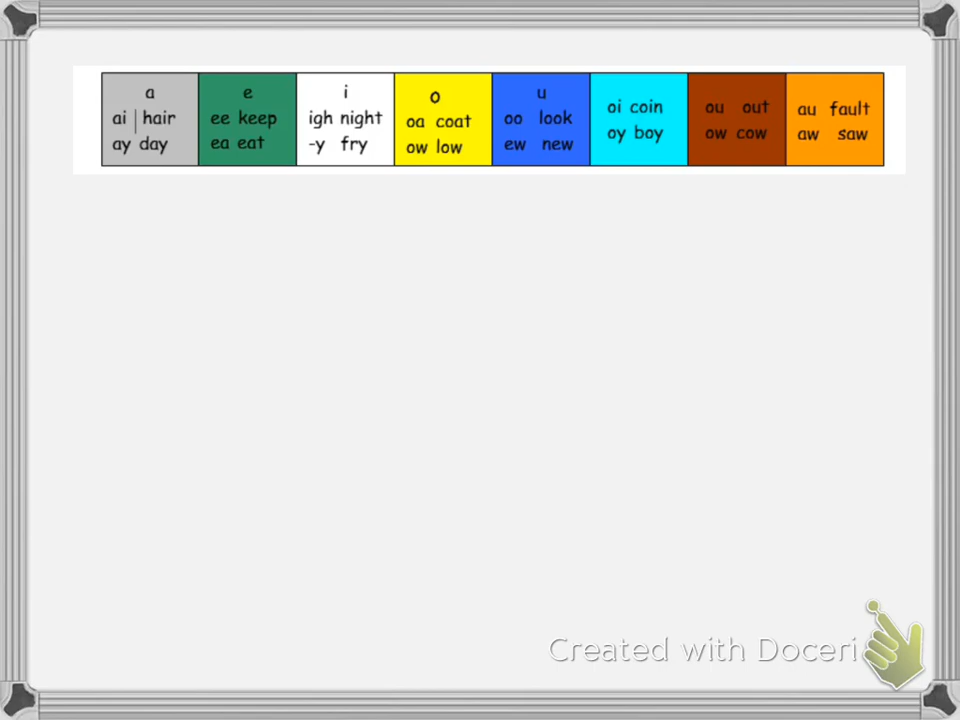 a
ai hair
ay day
e
ee keep
ea eat
i
igh night
-y fry
o
oa coat
ow low
u
oo look
ew new
oi coin
oy boy
ou out
ow cow
au fault
aw saw
Created with Doceri